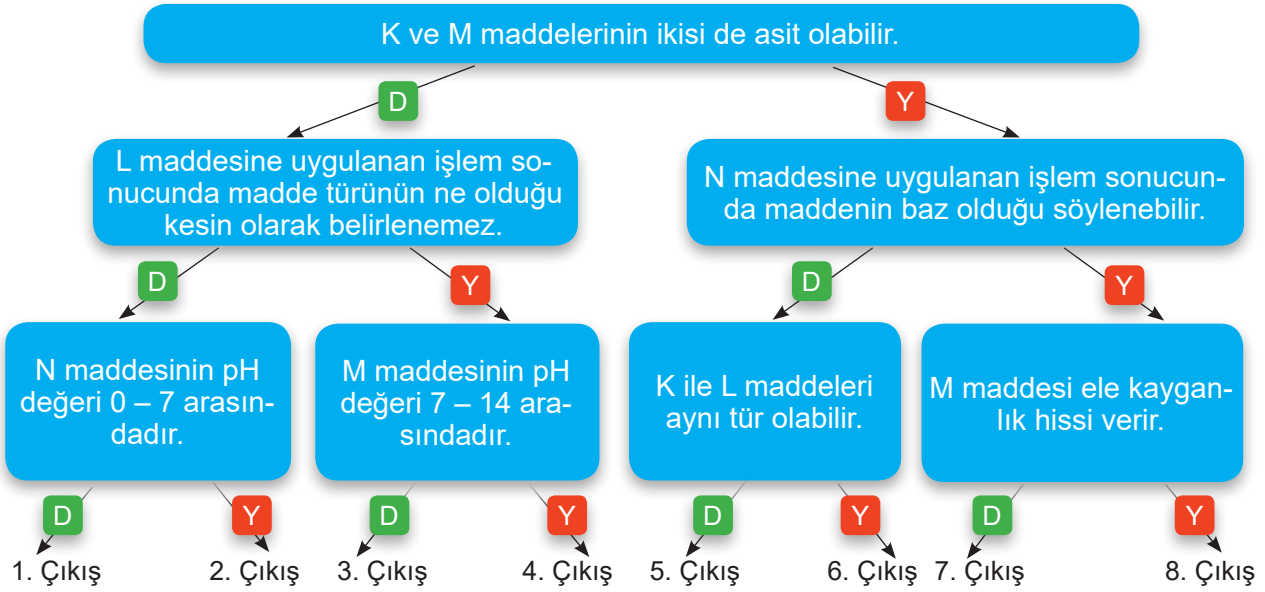 K ve M maddelerinin ikisi de asit olabilir.
D
Y
L maddesine uygulanan işlem so-
nucunda madde türünün ne olduğu
kesin olarak belirlenemez.
N maddesine uygulanan işlem sonucun-
da maddenin baz olduğu söylenebilir.
D
Y
D
Y
N maddesinin pH
değeri 0 – 7 arasın-
dadır.
M maddesinin pH
değeri 7 – 14 ara-
sındadır.
K ile L maddeleri
aynı tür olabilir.
M maddesi ele kaygan-
lık hissi verir.
D
Y
D
Y
D
Y
D
Y
1. Çıkış
2. Çıkış
3. Çıkış
4. Çıkış
5. Çıkış
6. Çıkış
7. Çıkış
8. Çıkış